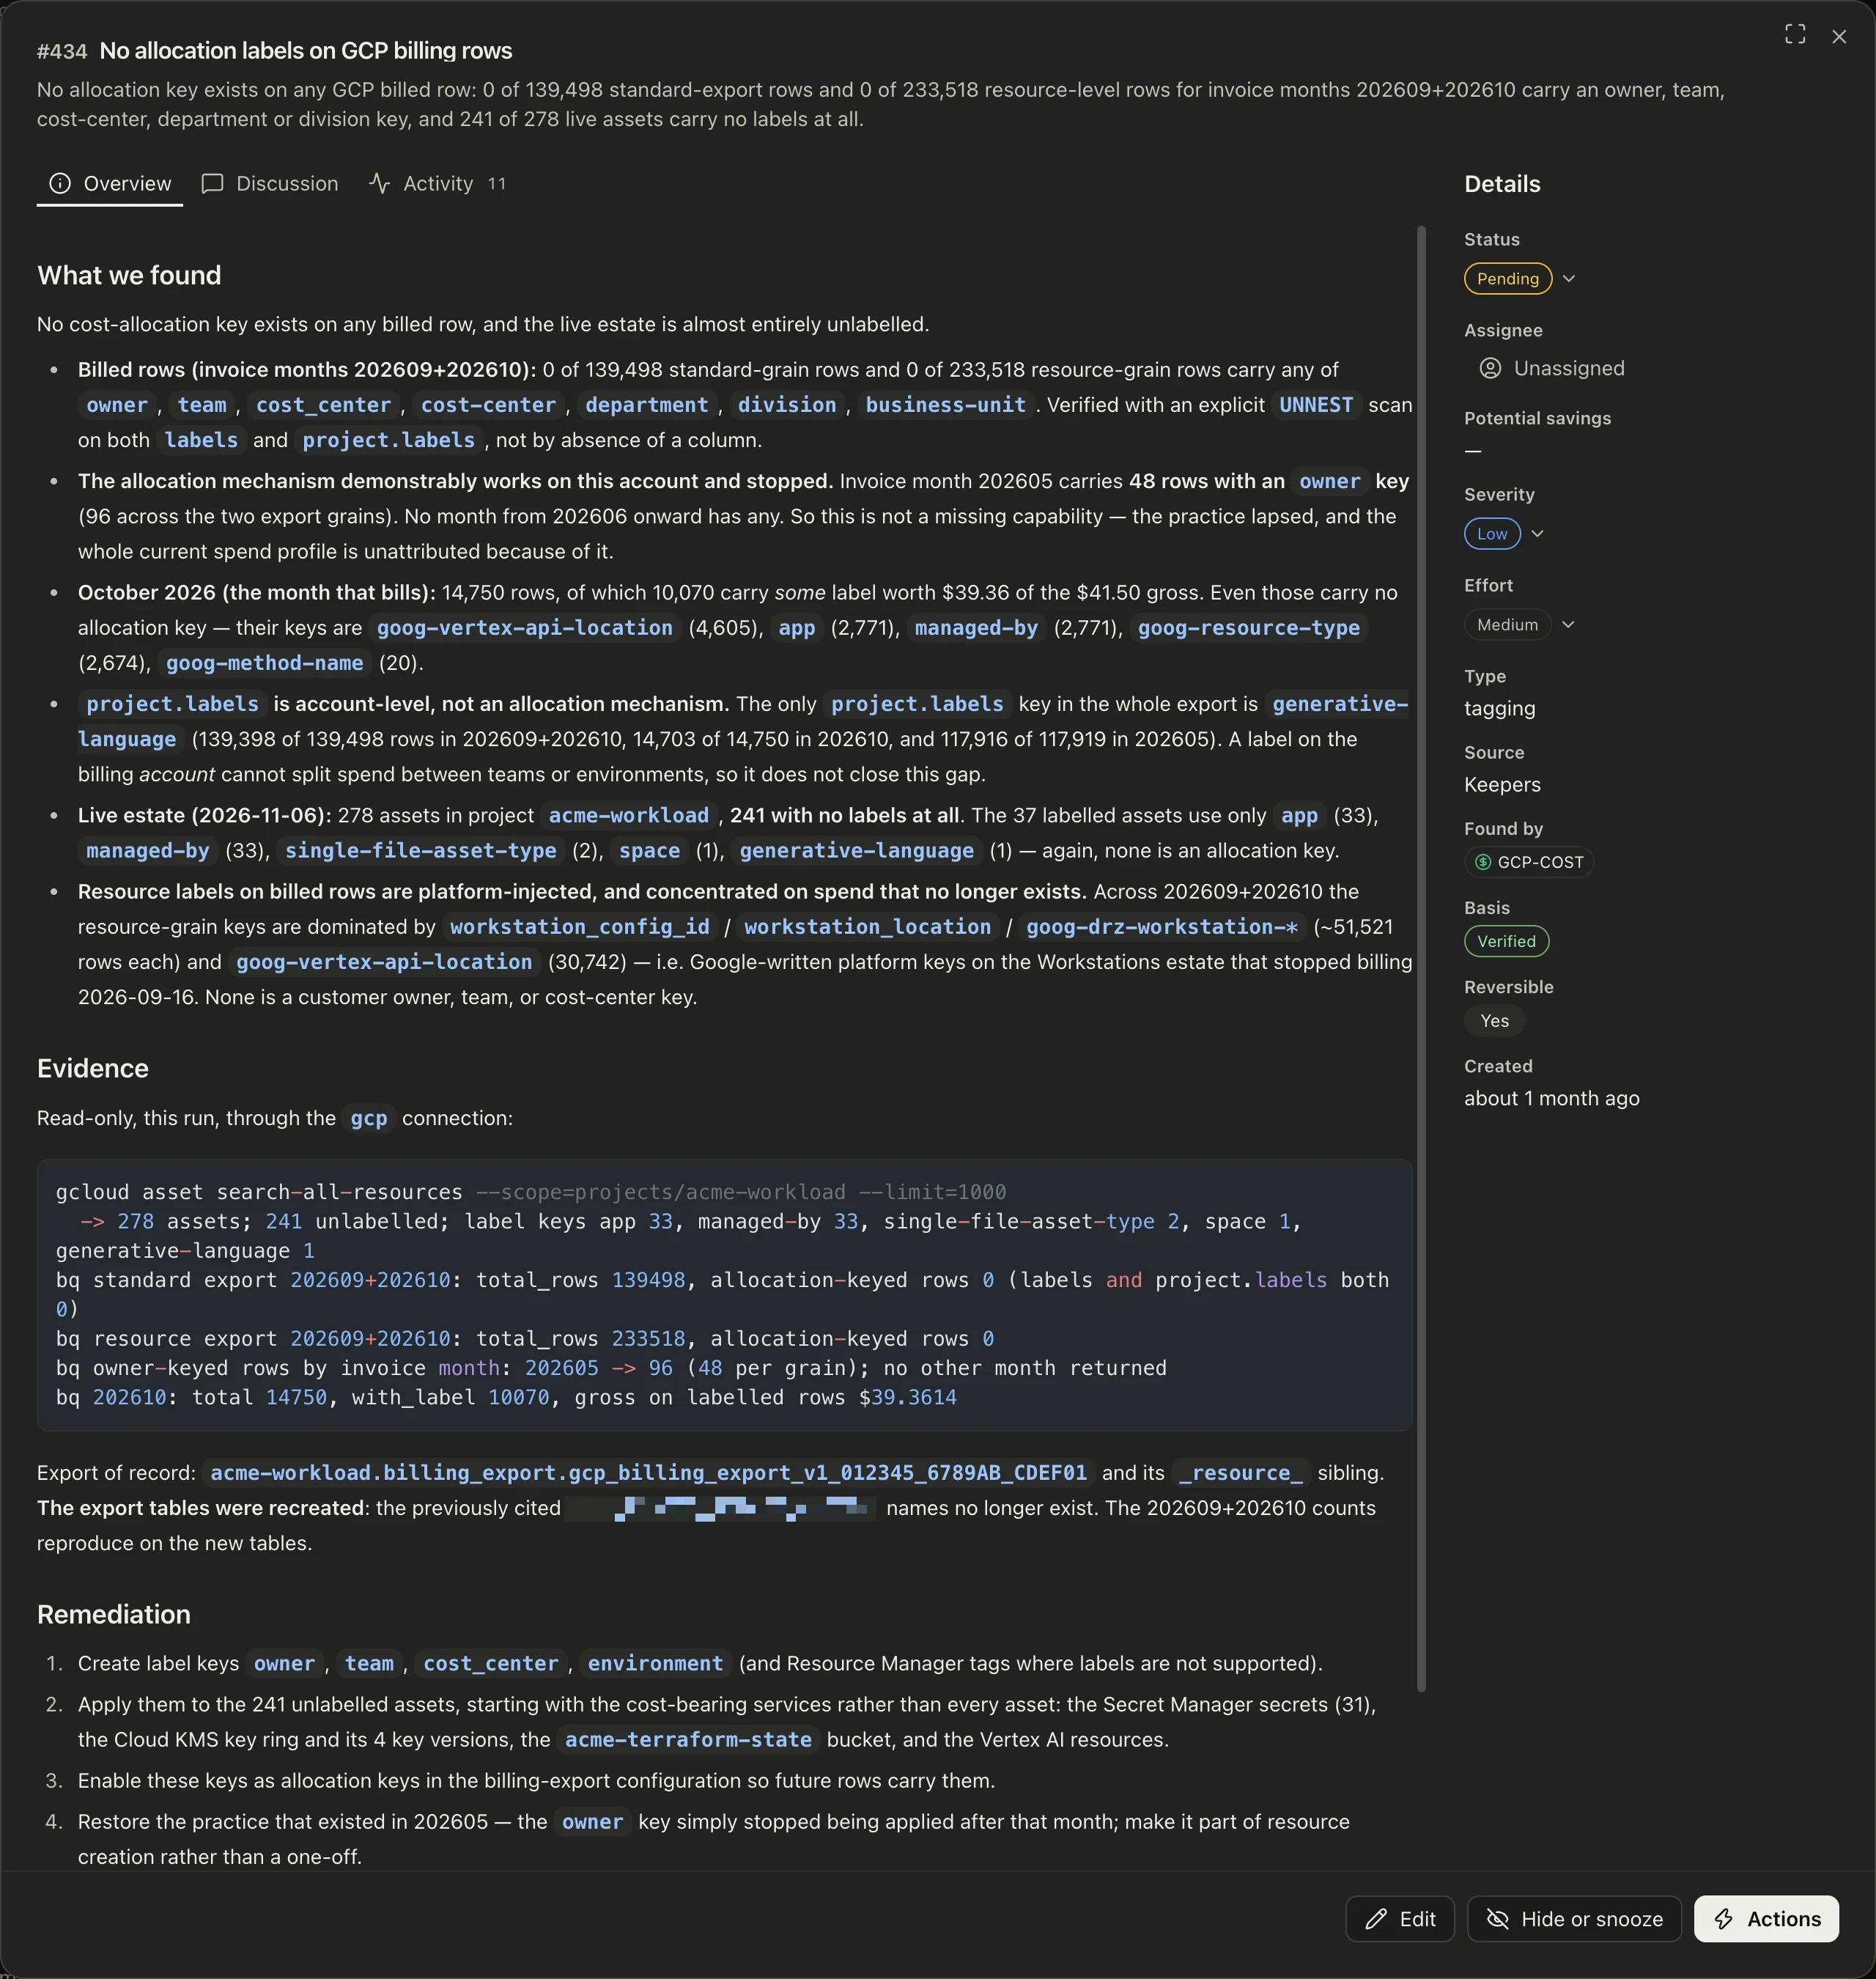 #434 No allocation labels on GCP billing rows
No allocation key exists on any GCP billed row: 0 of 139,498 standard-export rows and 0 of 233,518 resource-level rows for invoice months 202609+202610 carry an owner, team,
cost-center, department or division key, and 241 of 278 live assets carry no labels at all.
Overview
Discussion
Activity 11
What we found
No cost-allocation key exists on any billed row, and the live estate is almost entirely unlabelled.
• Billed rows (invoice months 202609+202610): 0 of 139,498 standard-grain rows and 0 of 233,518 resource-grain rows carry any of
owner , team , cost_center , cost-center , department , division , business-unit . Verified with an explicit UNNEST scan
on both labels and project.labels , not by absence of a column.
• The allocation mechanism demonstrably works on this account and stopped. Invoice month 202605 carries 48 rows with an owner key
(96 across the two export grains). No month from 202606 onward has any. So this is not a missing capability — the practice lapsed, and the
whole current spend profile is unattributed because of it.
• October 2026 (the month that bills): 14,750 rows, of which 10,070 carry some label worth $39.36 of the $41.50 gross. Even those carry no
allocation key — their keys are goog-vertex-api-location (4,605), app (2,771), managed-by (2,771), goog-resource-type
(2,674), goog-method-name (20).
• project.labels is account-level, not an allocation mechanism. The only project.labels key in the whole export is generative-
language (139,398 of 139,498 rows in 202609+202610, 14,703 of 14,750 in 202610, and 117,916 of 117,919 in 202605). A label on the
billing account cannot split spend between teams or environments, so it does not close this gap.
• Live estate (2026-11-06): 278 assets in project acme-workload , 241 with no labels at all. The 37 labelled assets use only app (33),
managed-by (33), single-file-asset-type (2), space (1), generative-language (1) — again, none is an allocation key.
• Resource labels on billed rows are platform-injected, and concentrated on spend that no longer exists. Across 202609+202610 the
resource-grain keys are dominated by workstation_config_id / workstation_location / goog-drz-workstation-* (~51,521
rows each) and goog-vertex-api-location (30,742) — i.e. Google-written platform keys on the Workstations estate that stopped billing
2026-09-16. None is a customer owner, team, or cost-center key.
Evidence
Read-only, this run, through the gcp connection:
gcloud asset search-all-resources --scope=projects/acme-workload --limit=1000
-> 278 assets; 241 unlabelled; label keys app 33, managed-by 33, single-file-asset-type 2, space 1,
generative-language 1
bq standard export 202609+202610: total_rows 139498, allocation-keyed rows 0 (labels and project.labels both
0)
bq resource export 202609+202610: total_rows 233518, allocation-keyed rows 0
bq owner-keyed rows by invoice month: 202605 -> 96 (48 per grain); no other month returned
bq 202610: total 14750, with_label 10070, gross on labelled rows $39.3614
Export of record: acme-workload.billing_export.gcp_billing_export_v1_012345_6789AB_CDEF01 and its _resource_ sibling.
The export tables were recreated: the previously cited names no longer exist. The 202609+202610 counts
reproduce on the new tables.
Remediation
1. Create label keys owner , team , cost_center , environment (and Resource Manager tags where labels are not supported).
2. Apply them to the 241 unlabelled assets, starting with the cost-bearing services rather than every asset: the Secret Manager secrets (31),
the Cloud KMS key ring and its 4 key versions, the acme-terraform-state bucket, and the Vertex AI resources.
3. Enable these keys as allocation keys in the billing-export configuration so future rows carry them.
4. Restore the practice that existed in 202605 — the owner key simply stopped being applied after that month; make it part of resource
creation rather than a one-off.
Details
Status
Pending
Assignee
Unassigned
Potential savings
—
Severity
Low
Effort
Medium
Type
tagging
Source
Keepers
Found by
GCP-COST
Basis
Verified
Reversible
Yes
Created
about 1 month ago
Edit
Hide or snooze
Actions